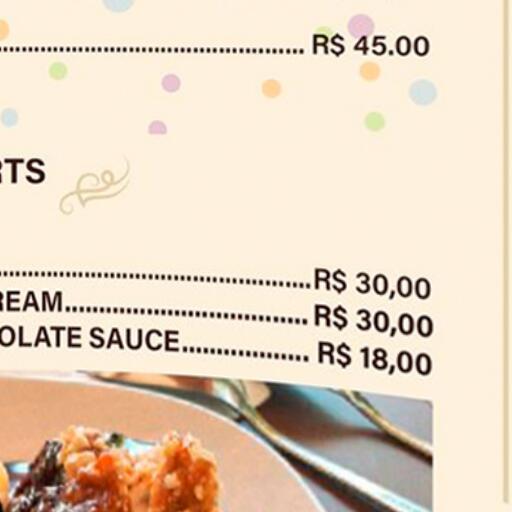 R$ 45.00
RTS
R$ 30,00
REAM R$ 30,00
OLATE SAUCE R$ 18,00